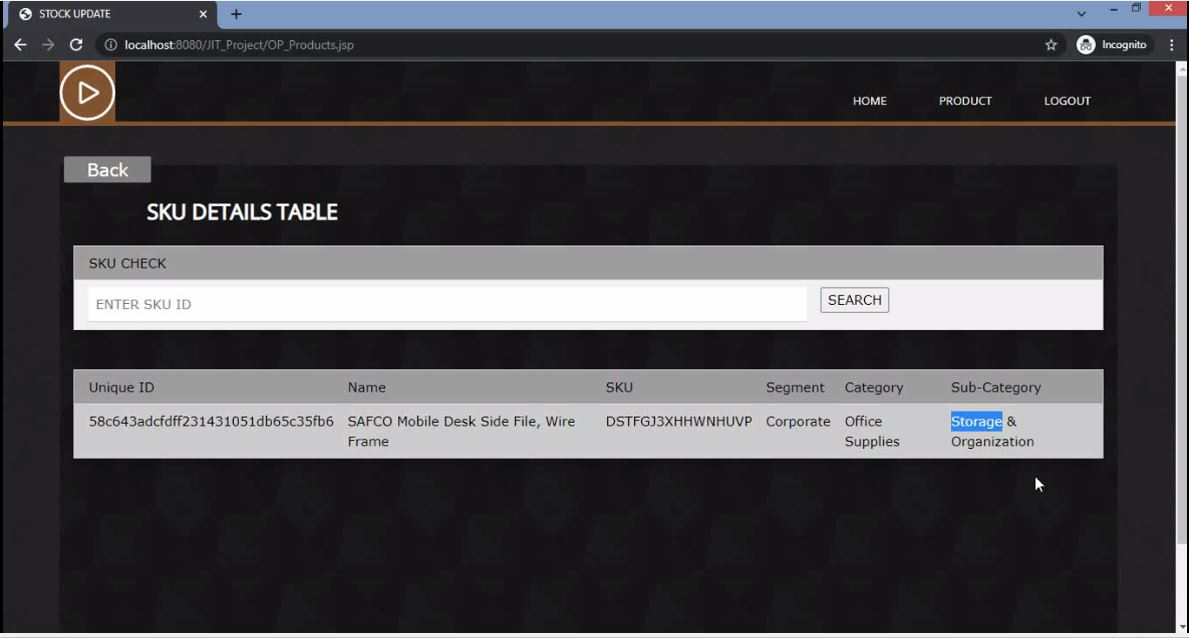 STOCK UPDATE
localhost:8080/JIT_Project/OP_Products.jsp
Incognito
HOME PRODUCT LOGOUT
Back
SKU DETAILS TABLE
SKU CHECK
ENTER SKU ID SEARCH
Unique ID Name SKU Segment Category Sub-Category
58c643adcfdff231431051db65c35fb6 SAFCO Mobile Desk Side File, Wire DSTFGJ3XHHWNHUVP Corporate Office Storage &
Frame Supplies Organization